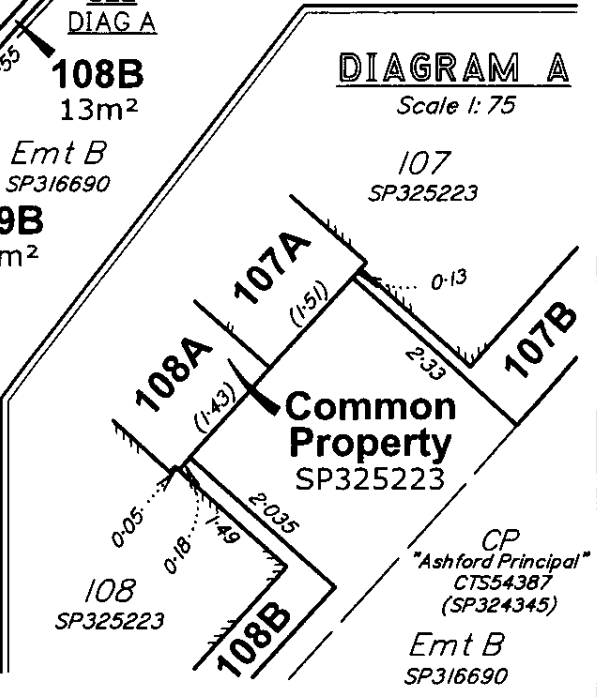 DIAG A
108B
13m²
Emt B
SP316690
9B
m²
55
DIAGRAM A
Scale 1: 75
107
SP325223
107A
(1·51)
0·13
107B
2·33
108A
(1·43)
Common
Property
SP325223
0·05
0·18
1·49
2·035
108
SP325223
108B
CP
"Ashford Principal"
CTS54387
(SP324345)
Emt B
SP316690